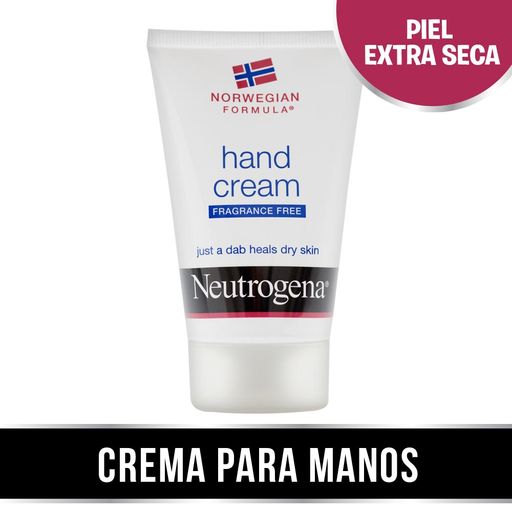 PIEL
EXTRA SECA
NORWEGIAN
FORMULA®
hand
cream
FRAGRANCE FREE
just a dab heals dry skin
Neutrogena®
CREMA PARA MANOS